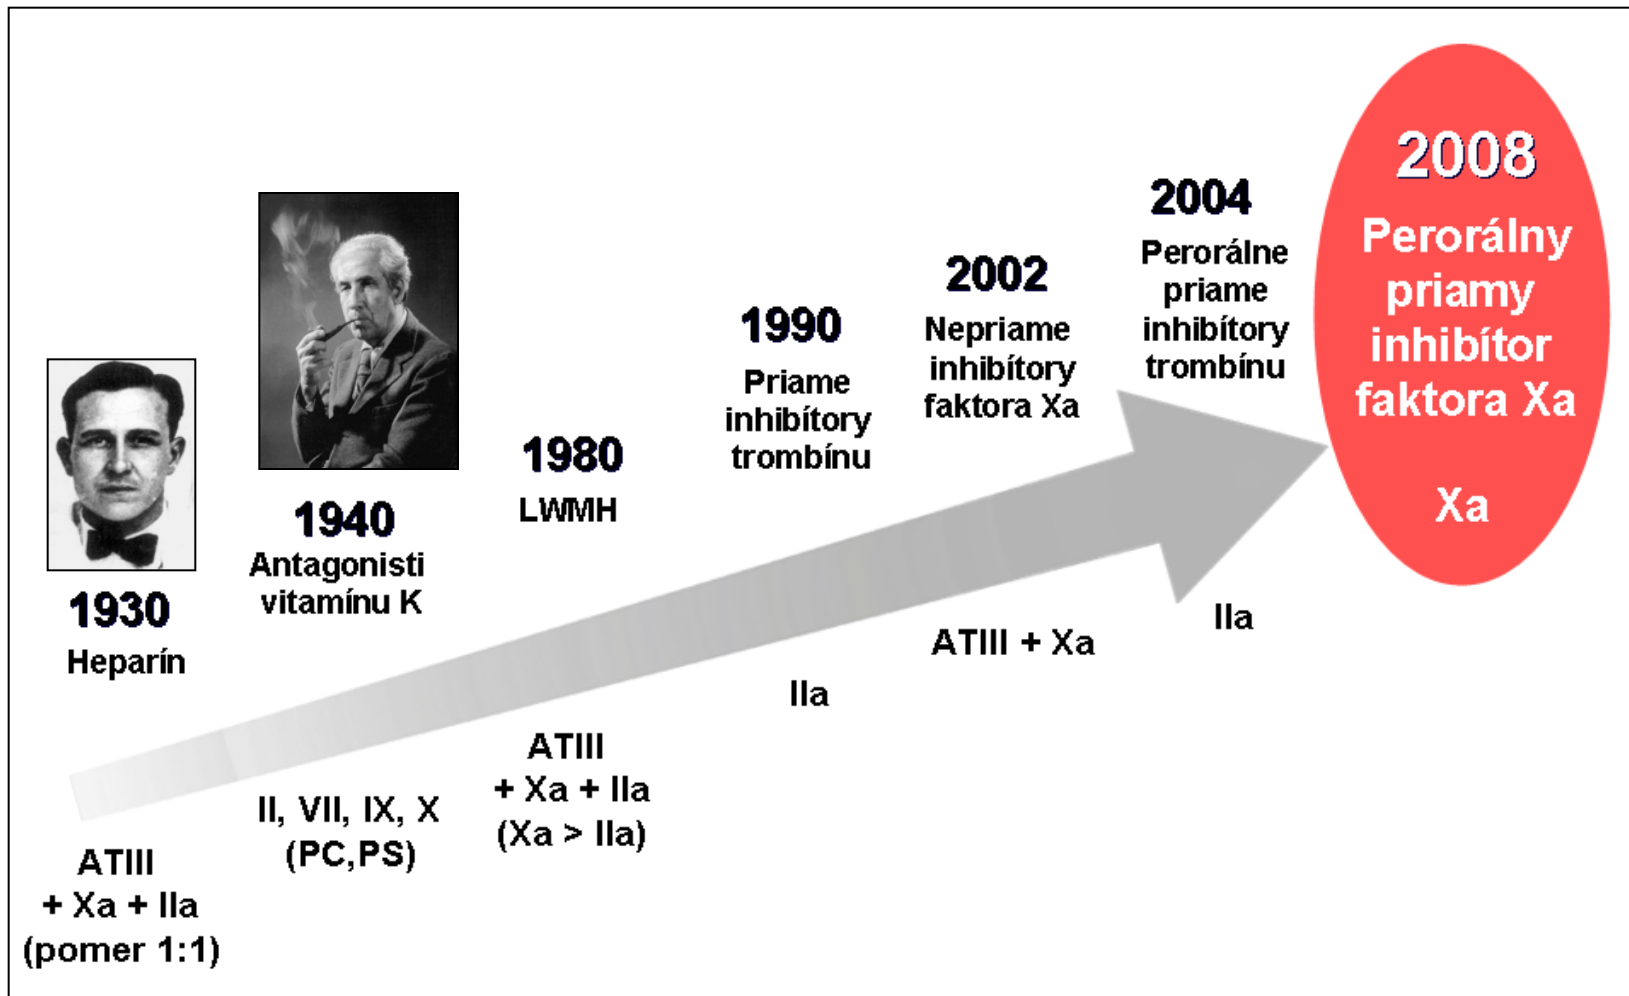 1930
Heparín
ATIII
+ Xa + IIa
(pomer 1:1)
1940
Antagonisti
vitamínu K
II, VII, IX, X
(PC,PS)
1980
LWMH
ATIII
+ Xa + IIa
(Xa > IIa)
1990
Priame
inhibítory
trombínu
IIa
2002
Nepriame
inhibítory
faktora Xa
ATIII + Xa
2004
Perorálne
priame
inhibítory
trombínu
IIa
2008
Perorálny
priamy
inhibítor
faktora Xa
Xa